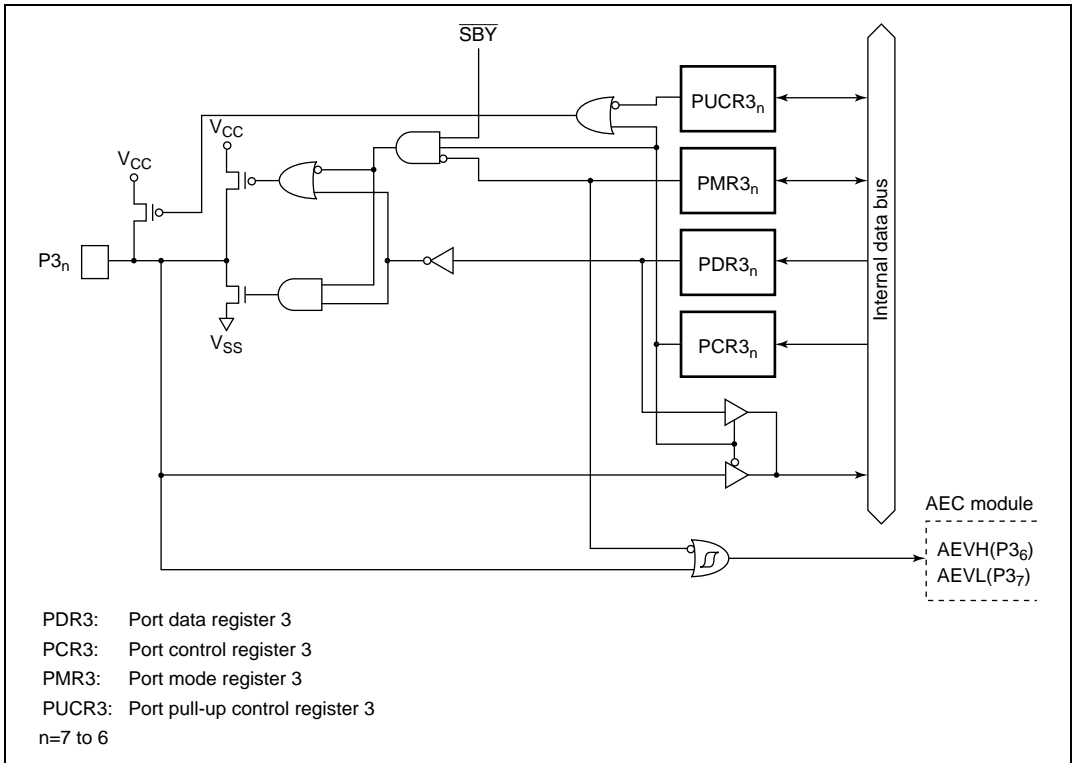 SBY
PUCR3n
VCC
VCC
PMR3n
P3n
PDR3n
VSS
PCR3n
Internal data bus
AEC module
AEVH(P36)
AEVL(P37)
PDR3: Port data register 3
PCR3: Port control register 3
PMR3: Port mode register 3
PUCR3: Port pull-up control register 3
n=7 to 6